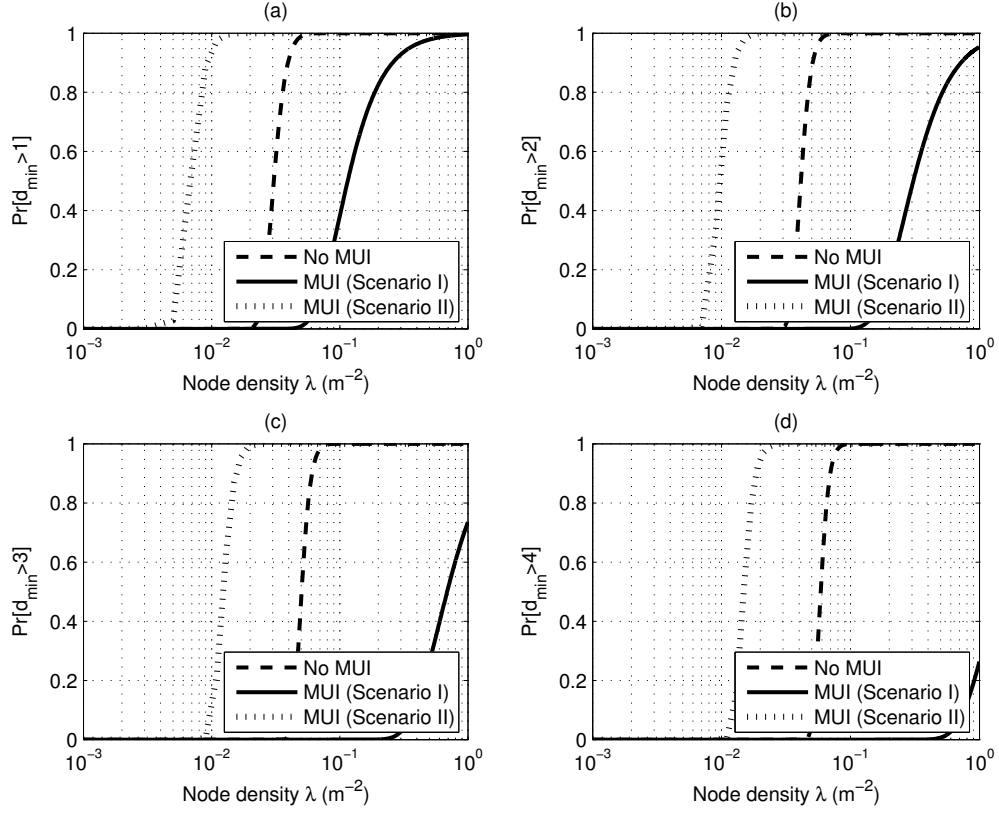 (a)
Pr[d_min>1]
1
0.8
0.6
0.4
0.2
0
No MUI
MUI (Scenario I)
MUI (Scenario II)
10^−3
10^−2
10^−1
10^0
Node density λ (m^−2)
(b)
Pr[d_min>2]
1
0.8
0.6
0.4
0.2
0
No MUI
MUI (Scenario I)
MUI (Scenario II)
10^−3
10^−2
10^−1
10^0
Node density λ (m^−2)
(c)
Pr[d_min>3]
1
0.8
0.6
0.4
0.2
0
No MUI
MUI (Scenario I)
MUI (Scenario II)
10^−3
10^−2
10^−1
10^0
Node density λ (m^−2)
(d)
Pr[d_min>4]
1
0.8
0.6
0.4
0.2
0
No MUI
MUI (Scenario I)
MUI (Scenario II)
10^−3
10^−2
10^−1
10^0
Node density λ (m^−2)